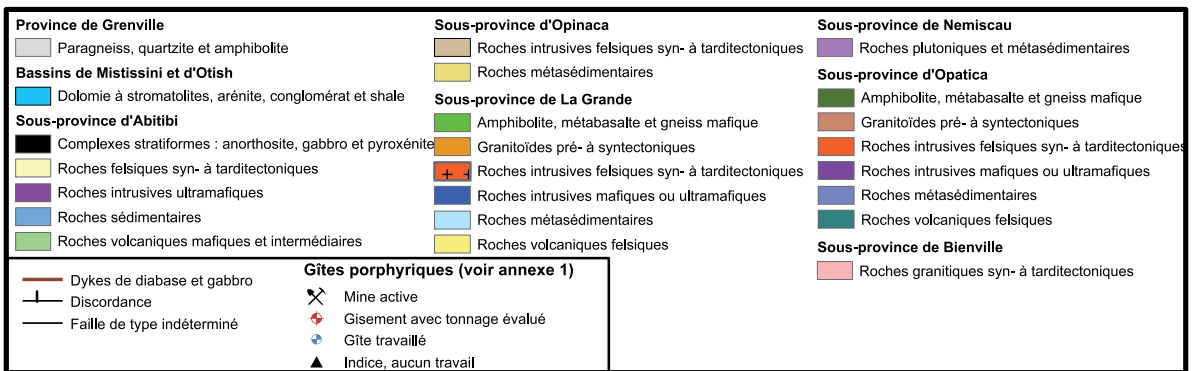 Province de Grenville
Paragneiss, quartzite et amphibolite
Bassins de Mistissini et d'Otish
Dolomie à stromatolites, arénite, conglomérat et shale
Sous-province d'Abitibi
Complexes stratiformes : anorthosite, gabbro et pyroxénite
Roches felsiques syn- à tarditectoniques
Roches intrusives ultramafiques
Roches sédimentaires
Roches volcaniques mafiques et intermédiaires
Sous-province d'Opinaca
Roches intrusives felsiques syn- à tarditectoniques
Roches métasédimentaires
Sous-province de La Grande
Amphibolite, métabasalte et gneiss mafique
Granitoïdes pré- à syntectoniques
Roches intrusives felsiques syn- à tarditectoniques
Roches intrusives mafiques ou ultramafiques
Roches métasédimentaires
Roches volcaniques felsiques
Sous-province de Nemiscau
Roches plutoniques et métasédimentaires
Sous-province d'Opatica
Amphibolite, métabasalte et gneiss mafique
Granitoïdes pré- à syntectoniques
Roches intrusives felsiques syn- à tarditectoniques
Roches intrusives mafiques ou ultramafiques
Roches métasédimentaires
Roches volcaniques felsiques
Sous-province de Bienville
Roches granitiques syn- à tarditectoniques
Dykes de diabase et gabbro
Discordance
Faille de type indéterminé
Gîtes porphyriques (voir annexe 1)
Mine active
Gisement avec tonnage évalué
Gîte travaillé
Indice, aucun travail